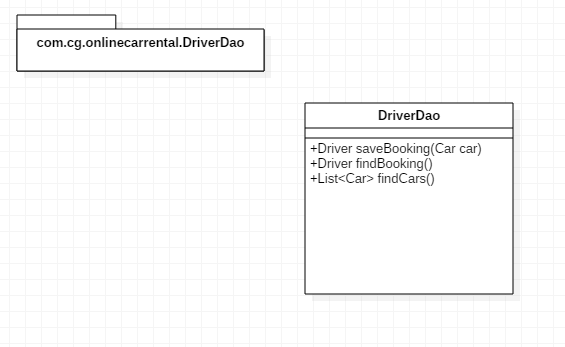 com.cg.onlinecarrental.DriverDao
DriverDao
+Driver saveBooking(Car car)
+Driver findBooking()
+List<Car> findCars()